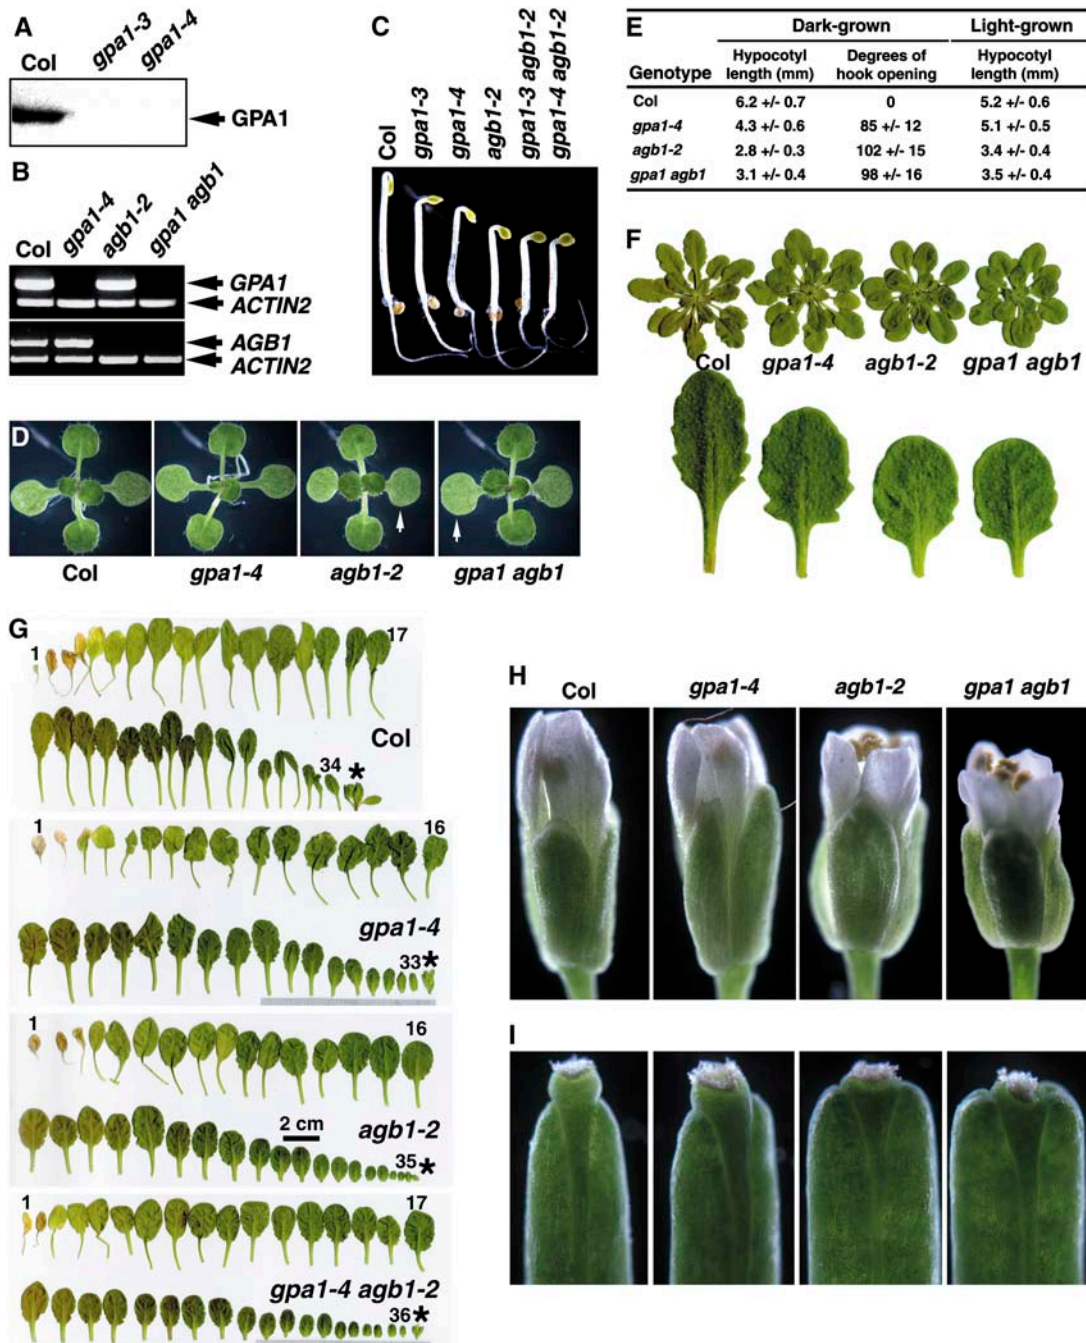 A
Col
gpa1-3
gpa1-4
GPA1
B
Col
gpa1-4
agb1-2
gpa1 agb1
GPA1
ACTIN2
AGB1
ACTIN2
C
Col
gpa1-3
gpa1-4
agb1-2
gpa1-3 agb1-2
gpa1-4 agb1-2
D
Col gpa1-4 agb1-2 gpa1 agb1
E
Dark-grown Light-grown
Genotype Hypocotyl length (mm) Degrees of hook opening Hypocotyl length (mm)
Col 6.2 +/- 0.7 0 5.2 +/- 0.6
gpa1-4 4.3 +/- 0.6 85 +/- 12 5.1 +/- 0.5
agb1-2 2.8 +/- 0.3 102 +/- 15 3.4 +/- 0.4
gpa1 agb1 3.1 +/- 0.4 98 +/- 16 3.5 +/- 0.4
F
Col gpa1-4 agb1-2 gpa1 agb1
G
1 17
Col
34 *
1 16
gpa1-4
33 *
1 16
2 cm
agb1-2
35 *
1 17
gpa1-4 agb1-2
36 *
H
Col gpa1-4 agb1-2 gpa1 agb1
I